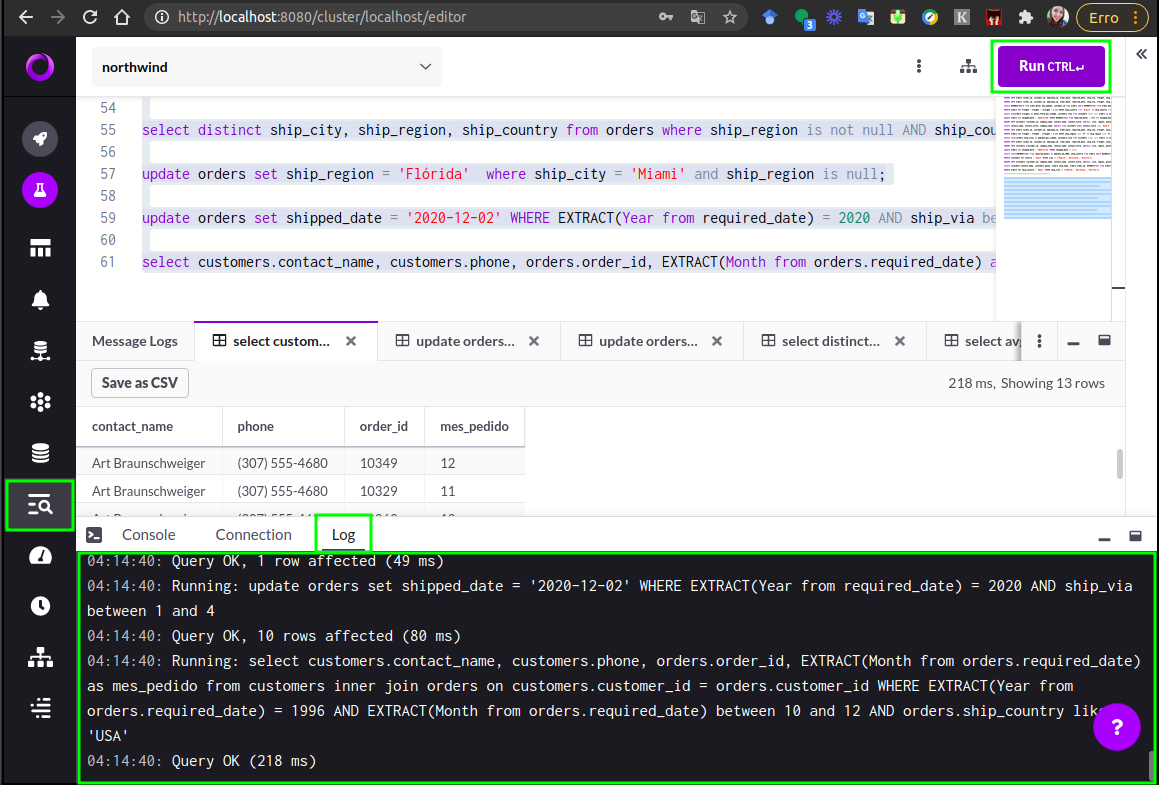 http://localhost:8080/cluster/localhost/editor
3
Erro
northwind
Run CTRL↵
54
55 select distinct ship_city, ship_region, ship_country from orders where ship_region is not null AND ship_cou
56
57 update orders set ship_region = 'Flórida'  where ship_city = 'Miami' and ship_region is null;
58
59 update orders set shipped_date = '2020-12-02' WHERE EXTRACT(Year from required_date) = 2020 AND ship_via be
60
61 select customers.contact_name, customers.phone, orders.order_id, EXTRACT(Month from orders.required_date) a
Message Logs select custom... update orders... update orders... select distinct... select avg
Save as CSV 218 ms, Showing 13 rows
contact_name phone order_id mes_pedido
Art Braunschweiger (307) 555-4680 10349 12
Art Braunschweiger (307) 555-4680 10329 11
Console Connection Log
04:14:40: Query OK, 1 row affected (49 ms)
04:14:40: Running: update orders set shipped_date = '2020-12-02' WHERE EXTRACT(Year from required_date) = 2020 AND ship_via
between 1 and 4
04:14:40: Query OK, 10 rows affected (80 ms)
04:14:40: Running: select customers.contact_name, customers.phone, orders.order_id, EXTRACT(Month from orders.required_date)
as mes_pedido from customers inner join orders on customers.customer_id = orders.customer_id WHERE EXTRACT(Year from
orders.required_date) = 1996 AND EXTRACT(Month from orders.required_date) between 10 and 12 AND orders.ship_country lik
'USA'
04:14:40: Query OK (218 ms)
?